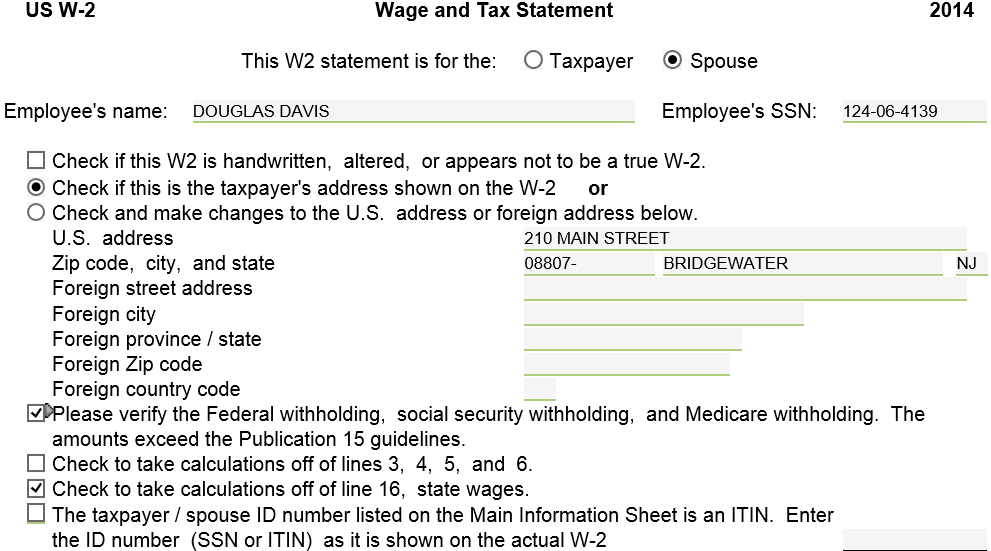 US W-2 Wage and Tax Statement 2014
This W2 statement is for the: Taxpayer Spouse
Employee's name: DOUGLAS DAVIS Employee's SSN: 124-06-4139
Check if this W2 is handwritten, altered, or appears not to be a true W-2.
Check if this is the taxpayer's address shown on the W-2 or
Check and make changes to the U.S. address or foreign address below.
U.S. address 210 MAIN STREET
Zip code, city, and state 08807- BRIDGEWATER NJ
Foreign street address
Foreign city
Foreign province / state
Foreign Zip code
Foreign country code
Please verify the Federal withholding, social security withholding, and Medicare withholding. The
amounts exceed the Publication 15 guidelines.
Check to take calculations off of lines 3, 4, 5, and 6.
Check to take calculations off of line 16, state wages.
The taxpayer / spouse ID number listed on the Main Information Sheet is an ITIN. Enter
the ID number (SSN or ITIN) as it is shown on the actual W-2